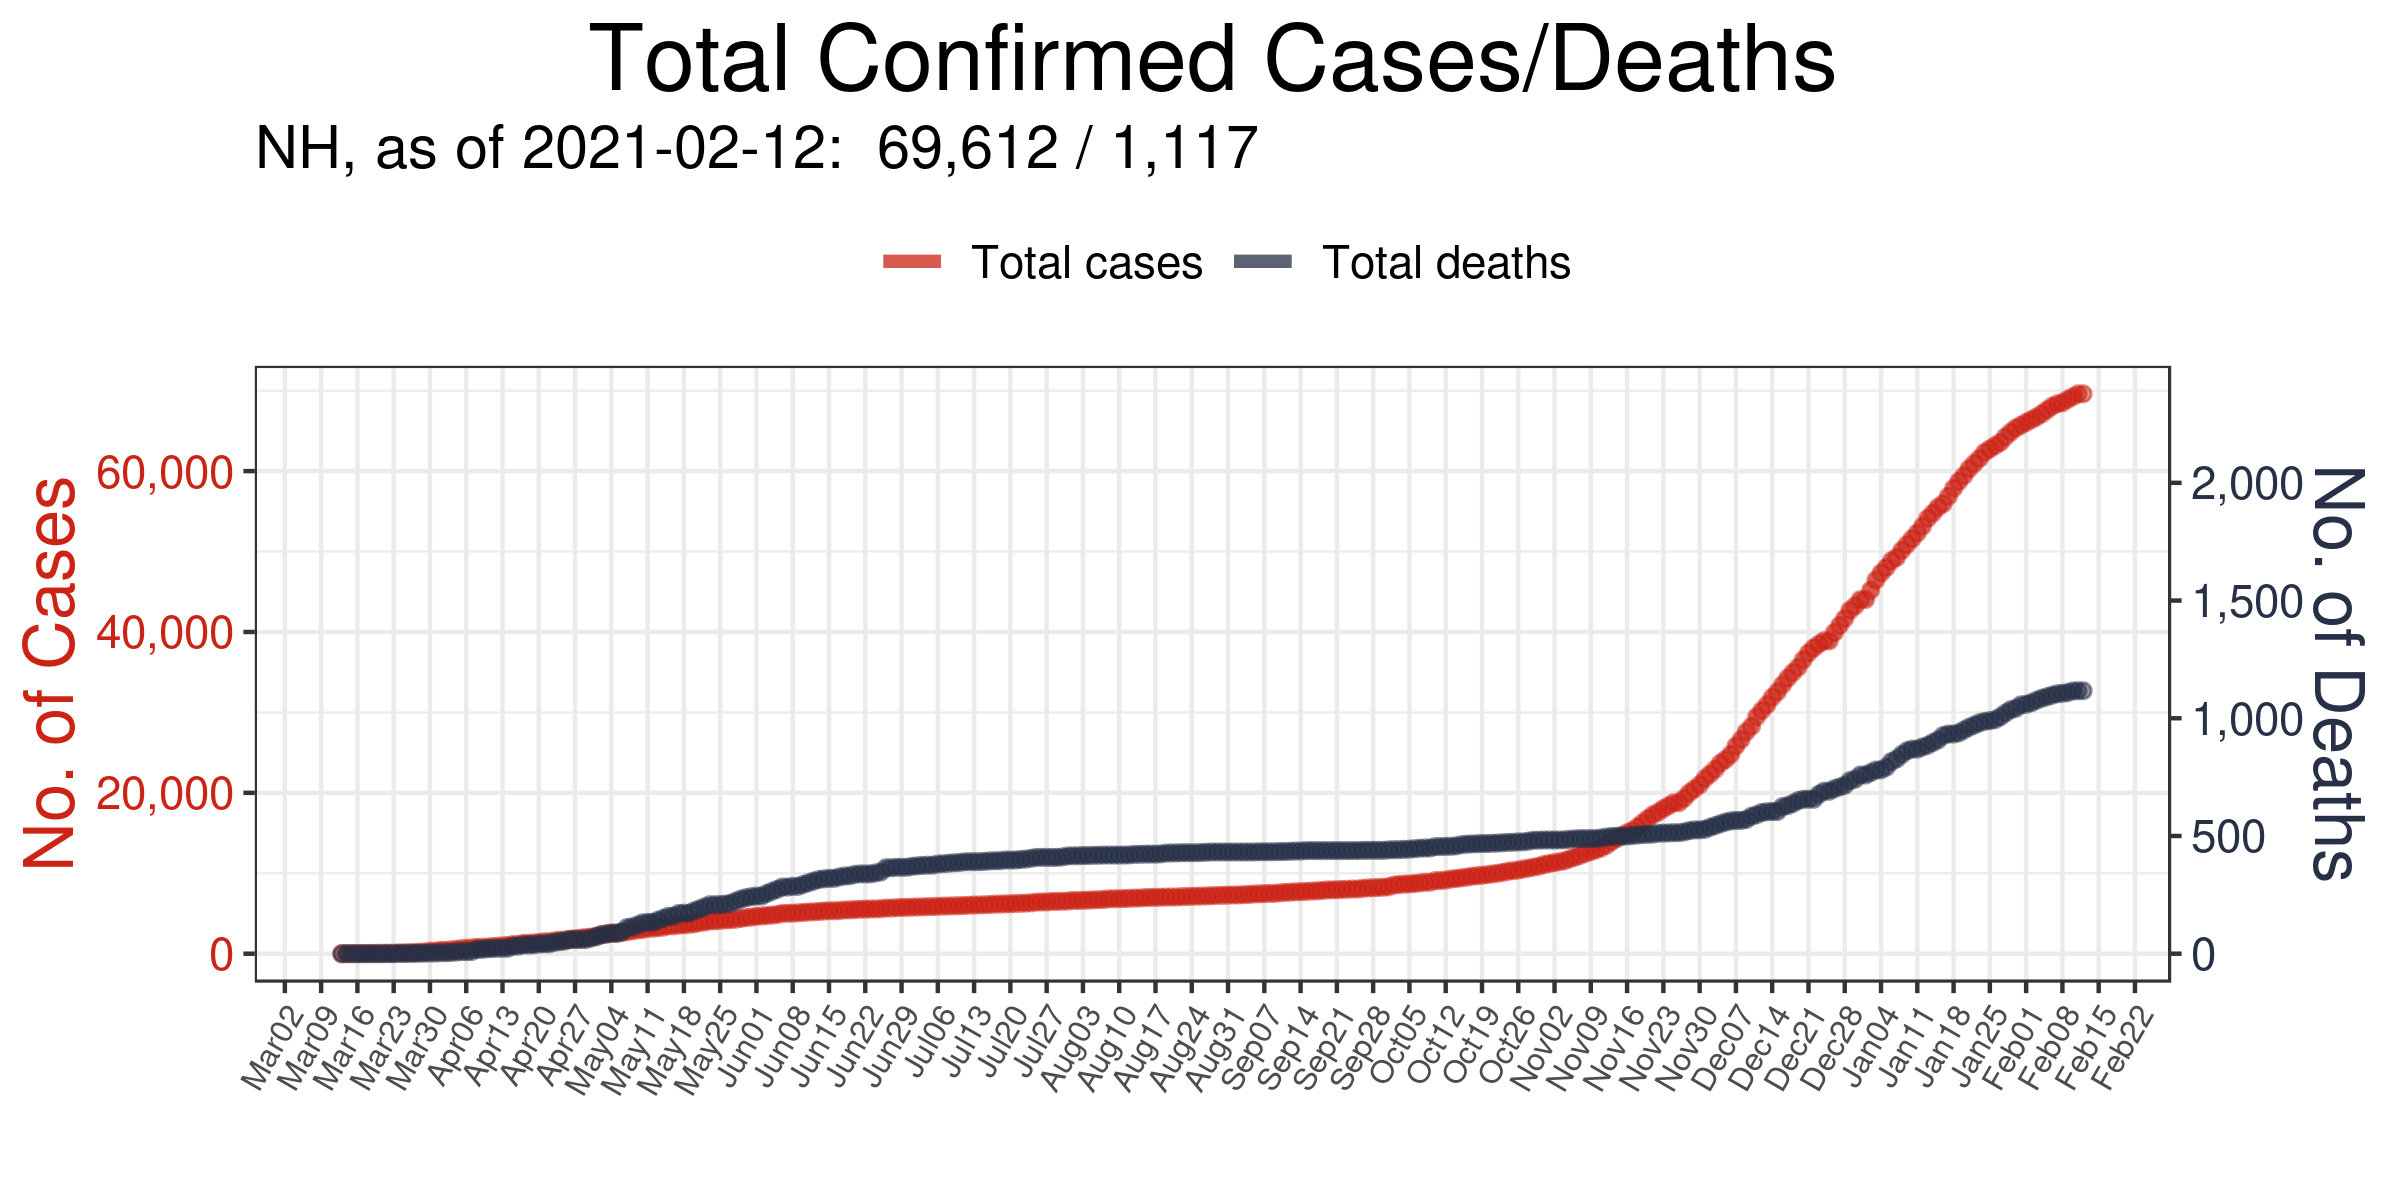 Total Confirmed Cases/Deaths
NH, as of 2021-02-12:  69,612 / 1,117
Total cases
Total deaths
No. of Cases
60,000
40,000
20,000
0
2,000
1,500
1,000
500
0
No. of Deaths
Mar02
Mar09
Mar16
Mar23
Mar30
Apr06
Apr13
Apr20
Apr27
May04
May11
May18
May25
Jun01
Jun08
Jun15
Jun22
Jun29
Jul06
Jul13
Jul20
Jul27
Aug03
Aug10
Aug17
Aug24
Aug31
Sep07
Sep14
Sep21
Sep28
Oct05
Oct12
Oct19
Oct26
Nov02
Nov09
Nov16
Nov23
Nov30
Dec07
Dec14
Dec21
Dec28
Jan04
Jan11
Jan18
Jan25
Feb01
Feb08
Feb15
Feb22